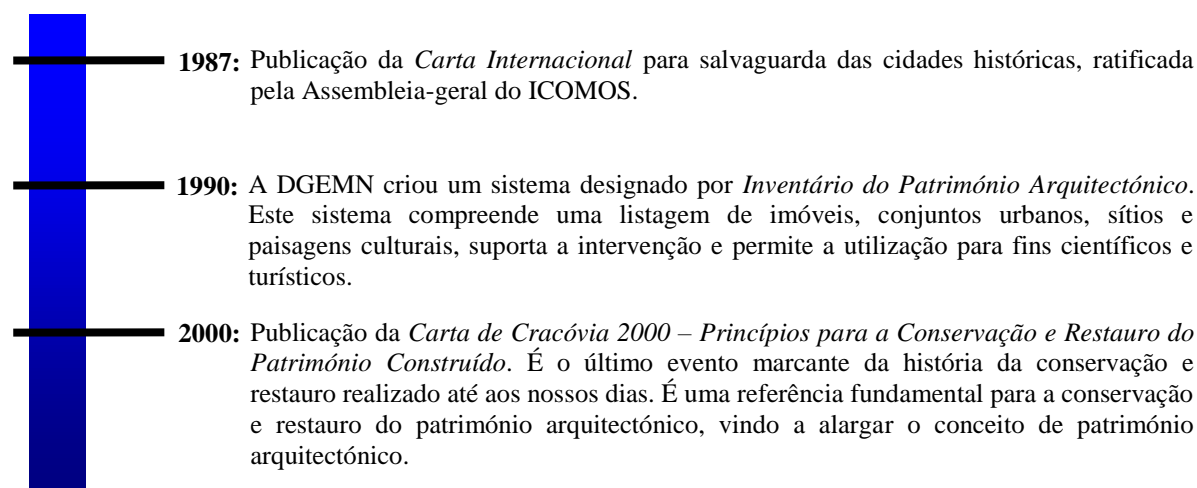 1987: Publicação da Carta Internacional para salvaguarda das cidades históricas, ratificada
pela Assembleia-geral do ICOMOS.
1990: A DGEMN criou um sistema designado por Inventário do Património Arquitectónico.
Este sistema compreende uma listagem de imóveis, conjuntos urbanos, sítios e
paisagens culturais, suporta a intervenção e permite a utilização para fins científicos e
turísticos.
2000: Publicação da Carta de Cracóvia 2000 – Princípios para a Conservação e Restauro do
Património Construído. É o último evento marcante da história da conservação e
restauro realizado até aos nossos dias. É uma referência fundamental para a conservação
e restauro do património arquitectónico, vindo a alargar o conceito de património
arquitectónico.